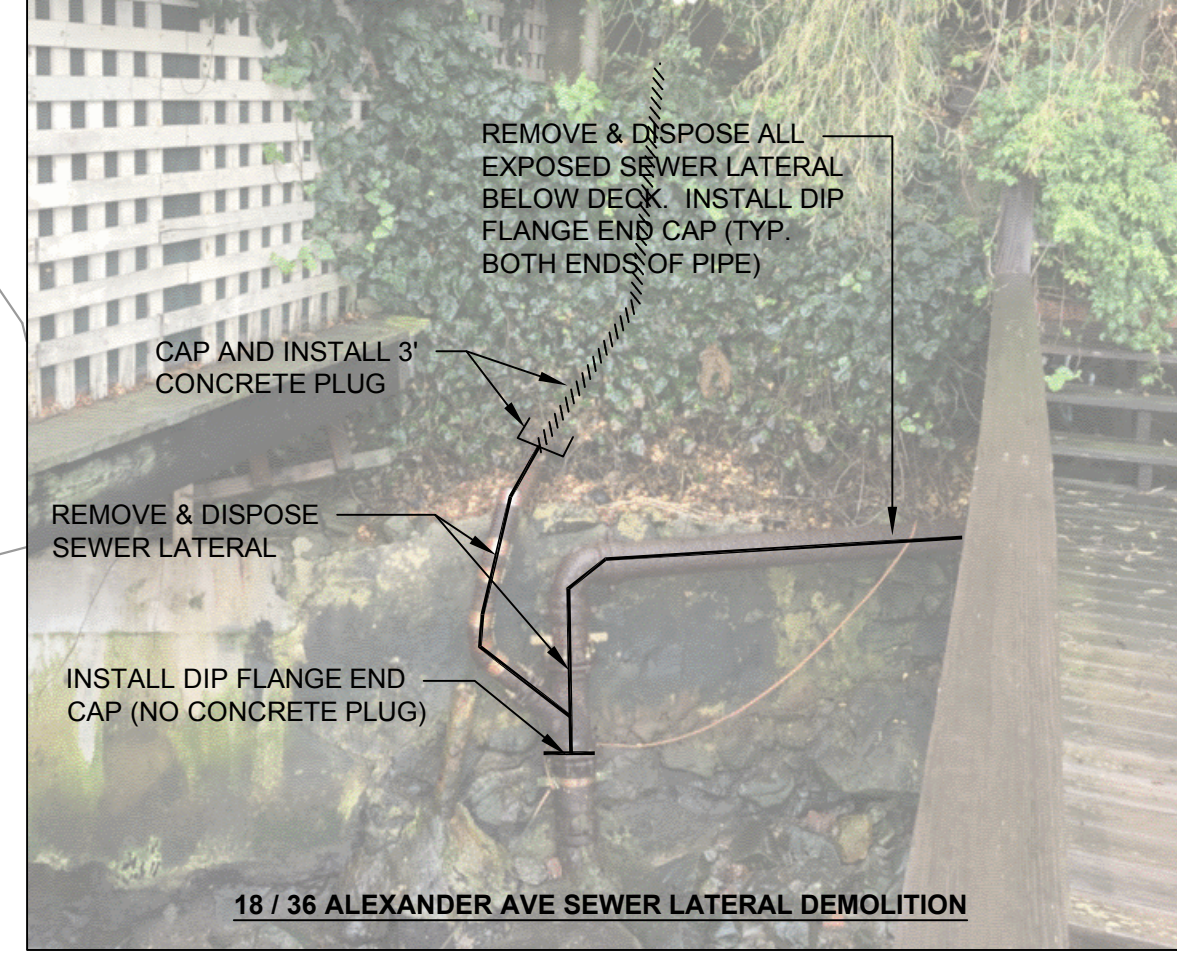 REMOVE & DISPOSE ALL
EXPOSED SEWER LATERAL
BELOW DECK. INSTALL DIP
FLANGE END CAP (TYP.
BOTH ENDS OF PIPE)
CAP AND INSTALL 3'
CONCRETE PLUG
REMOVE & DISPOSE
SEWER LATERAL
INSTALL DIP FLANGE END
CAP (NO CONCRETE PLUG)
18 / 36 ALEXANDER AVE SEWER LATERAL DEMOLITION